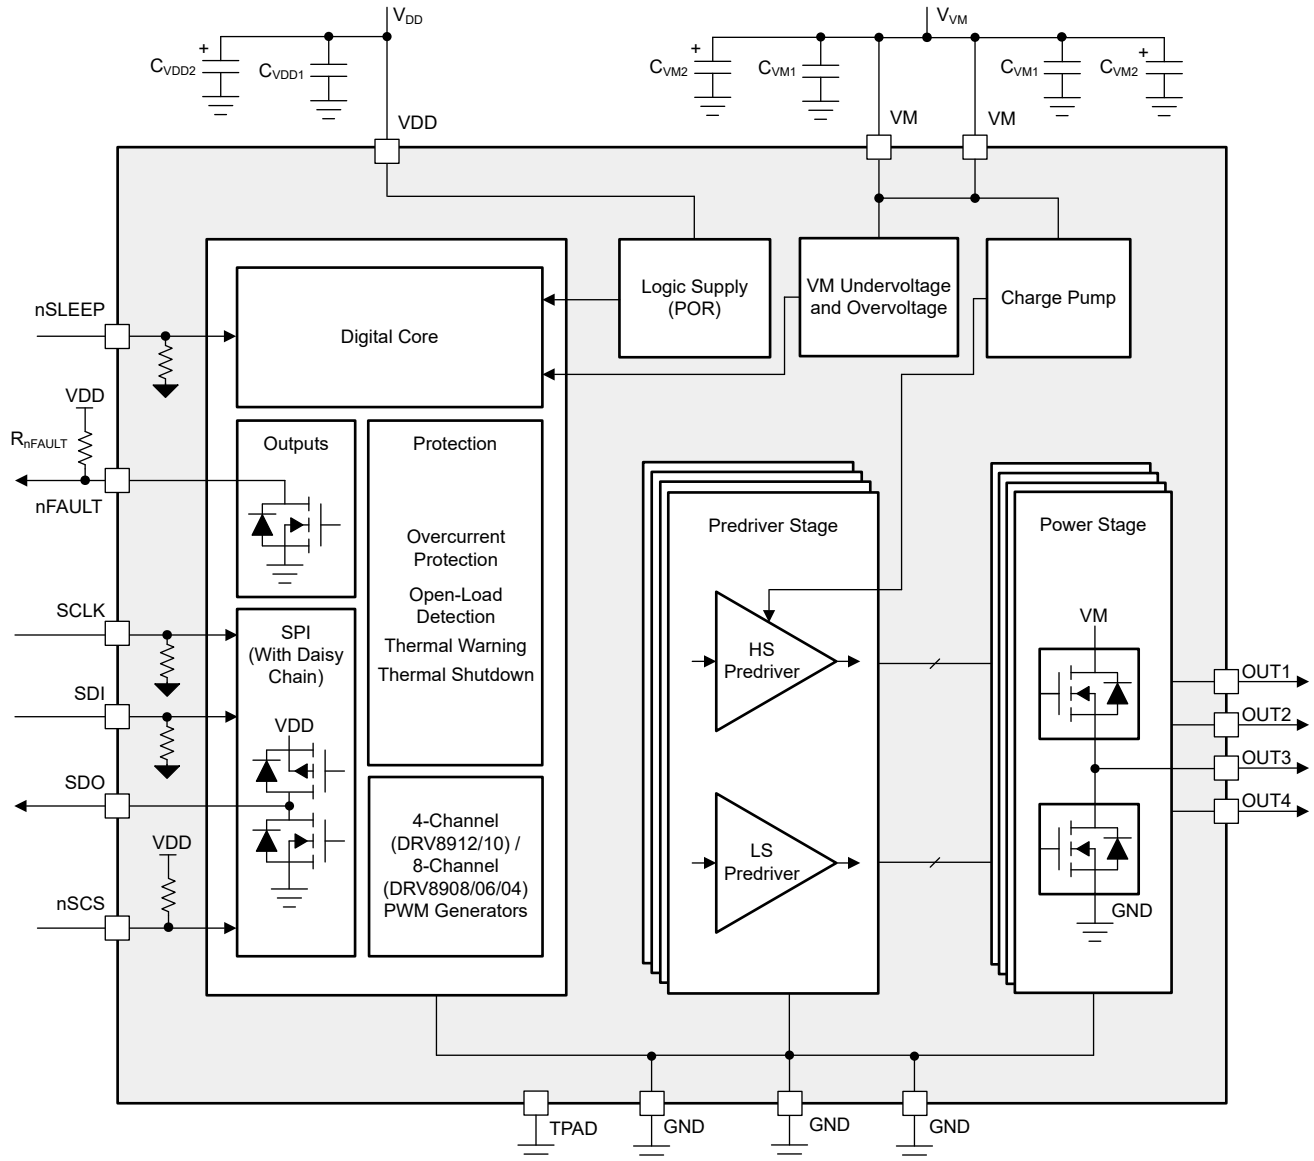 VDD
VVM
+
CVDD2
CVDD1
CVM2
+
CVM1
CVM1
CVM2
+
VDD
VM
VM
nSLEEP
Digital Core
Logic Supply
(POR)
VM Undervoltage
and Overvoltage
Charge Pump
VDD
RnFAULT
nFAULT
Outputs
Protection
Overcurrent
Protection
Open-Load
Detection
Thermal Warning
Thermal Shutdown
SCLK
SDI
SDO
VDD
nSCS
SPI
(With Daisy
Chain)
VDD
4-Channel
(DRV8912/10) /
8-Channel
(DRV8908/06/04)
PWM Generators
Predriver Stage
HS
Predriver
LS
Predriver
Power Stage
VM
GND
OUT1
OUT2
OUT3
OUT4
TPAD
GND
GND
GND